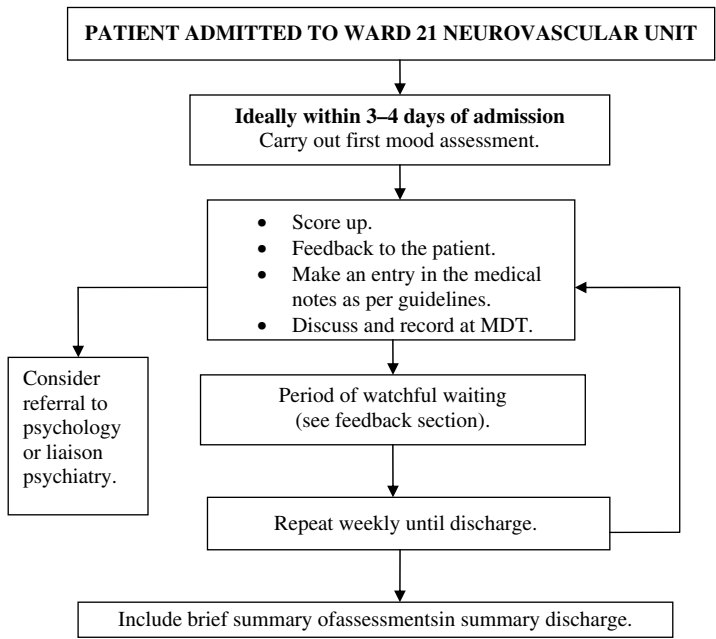 PATIENT ADMITTED TO WARD 21 NEUROVASCULAR UNIT
Ideally within 3–4 days of admission
Carry out first mood assessment.
• Score up.
• Feedback to the patient.
• Make an entry in the medical
notes as per guidelines.
• Discuss and record at MDT.
Consider
referral to
psychology
or liaison
psychiatry.
Period of watchful waiting
(see feedback section).
Repeat weekly until discharge.
Include brief summary ofassessmentsin summary discharge.